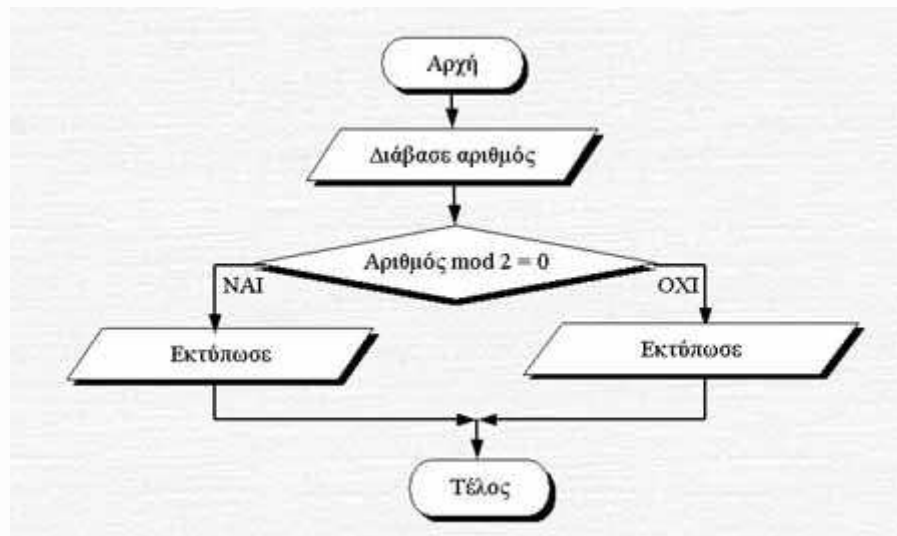 Αρχή
Διάβασε αριθμός
Αριθμός mod 2 = 0
ΝΑΙ
ΟΧΙ
Εκτύπωσε
Εκτύπωσε
Τέλος